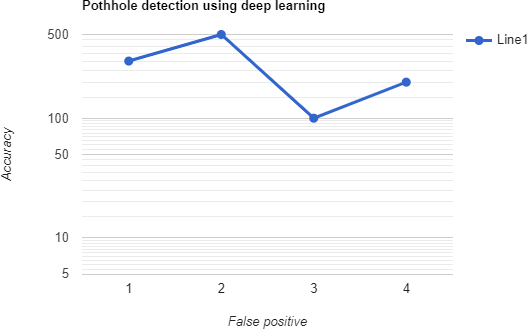 Pothhole detection using deep learning
500
100
50
10
5
Accuracy
1 2 3 4
False positive
Line1